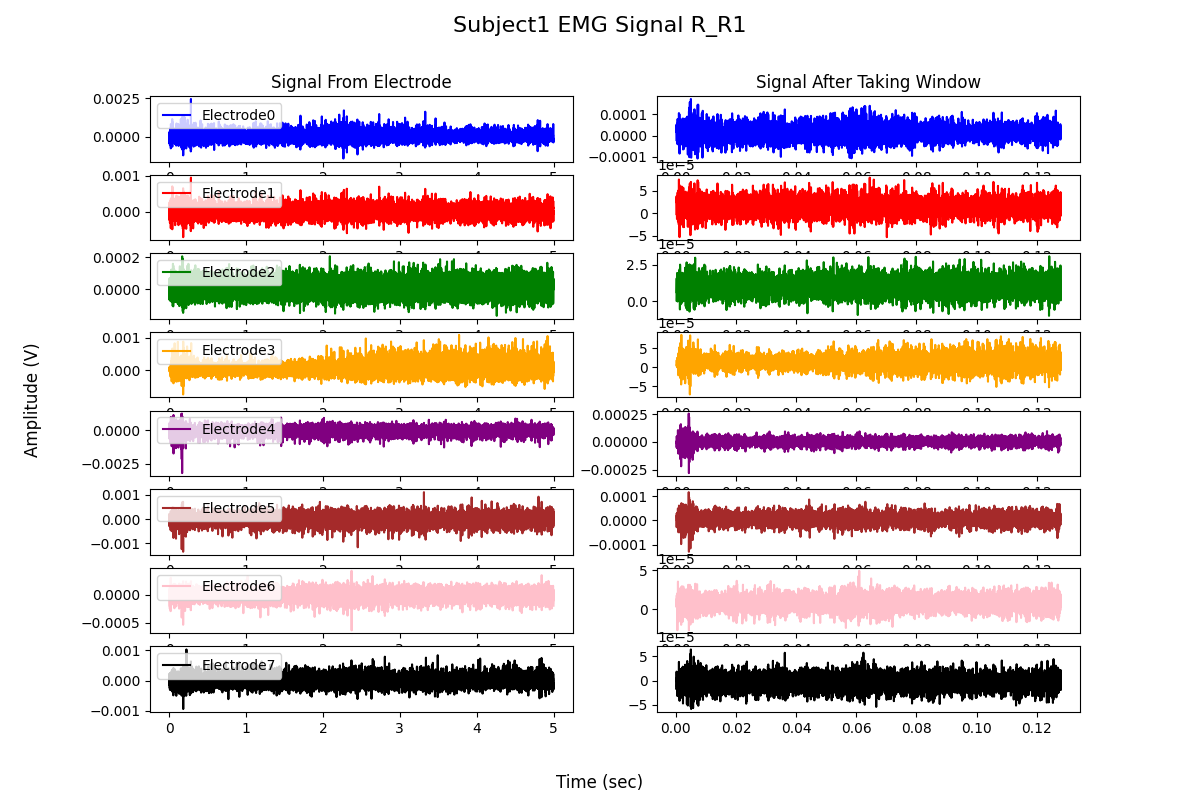 Subject1 EMG Signal R_R1
Signal From Electrode
Signal After Taking Window
0.0025
0.0000
Electrode0
0.0001
0.0000
−0.0001
0.001
0.000
Electrode1
1e−5
5
0
−5
0.0002
0.0000
Electrode2
1e−5
2.5
0.0
0.001
0.000
Electrode3
1e−5
5
0
−5
0.0000
−0.0025
Electrode4
0.00025
0.00000
−0.00025
0.001
0.000
−0.001
Electrode5
0.0001
0.0000
−0.0001
0.0000
−0.0005
Electrode6
1e−5
5
0
0.001
0.000
−0.001
Electrode7
1e−5
5
0
−5
0 1 2 3 4 5
0.00 0.02 0.04 0.06 0.08 0.10 0.12
Amplitude (V)
Time (sec)